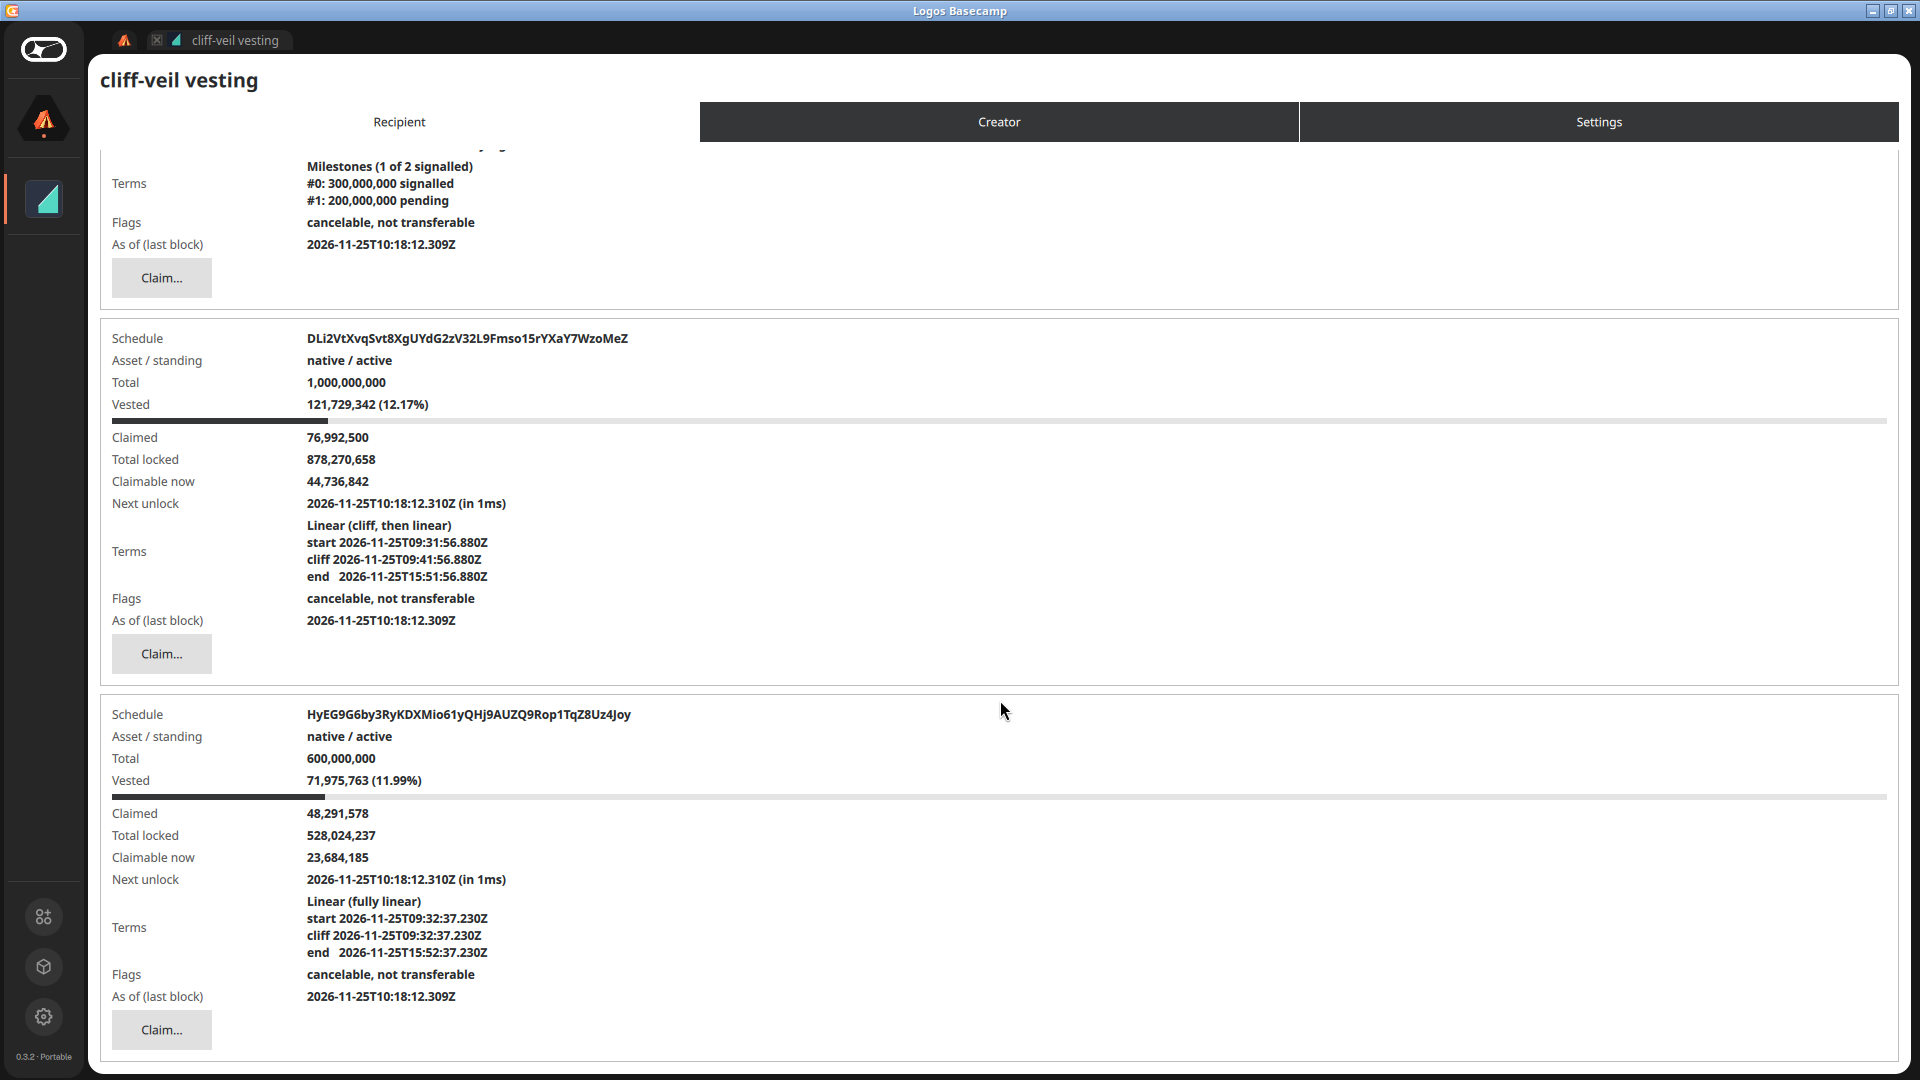 Logos Basecamp
cliff-veil vesting
cliff-veil vesting
Recipient
Creator
Settings
Terms
Milestones (1 of 2 signalled)
#0: 300,000,000 signalled
#1: 200,000,000 pending
Flags
cancelable, not transferable
As of (last block)
2026-11-25T10:18:12.309Z
Claim...
Schedule
DLi2VtXvqSvt8XgUYdG2zV32L9Fmso15rYXaY7WzoMeZ
Asset / standing
native / active
Total
1,000,000,000
Vested
121,729,342 (12.17%)
Claimed
76,992,500
Total locked
878,270,658
Claimable now
44,736,842
Next unlock
2026-11-25T10:18:12.310Z (in 1ms)
Terms
Linear (cliff, then linear)
start 2026-11-25T09:31:56.880Z
cliff 2026-11-25T09:41:56.880Z
end 2026-11-25T15:51:56.880Z
Flags
cancelable, not transferable
As of (last block)
2026-11-25T10:18:12.309Z
Claim...
Schedule
HyEG9G6by3RyKDXMio61yQHj9AUZQ9Rop1TqZ8Uz4Joy
Asset / standing
native / active
Total
600,000,000
Vested
71,975,763 (11.99%)
Claimed
48,291,578
Total locked
528,024,237
Claimable now
23,684,185
Next unlock
2026-11-25T10:18:12.310Z (in 1ms)
Terms
Linear (fully linear)
start 2026-11-25T09:32:37.230Z
cliff 2026-11-25T09:32:37.230Z
end 2026-11-25T15:52:37.230Z
Flags
cancelable, not transferable
As of (last block)
2026-11-25T10:18:12.309Z
Claim...
0.3.2 · Portable